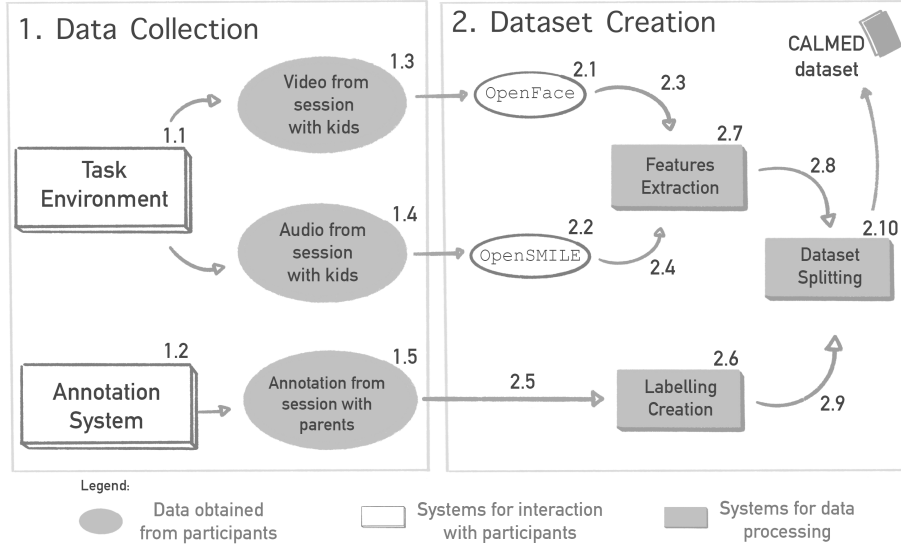 1. Data Collection
1.1
Task
Environment
1.3
Video from
session
with kids
1.4
Audio from
session
with kids
1.2
Annotation
System
1.5
Annotation from
session with
parents
2. Dataset Creation
CALMED
dataset
2.1
OpenFace
2.3
2.7
Features
Extraction
2.8
2.2
OpenSMILE
2.4
2.10
Dataset
Splitting
2.5
2.6
Labelling
Creation
2.9
Legend:
Data obtained
from participants
Systems for interaction
with participants
Systems for data
processing